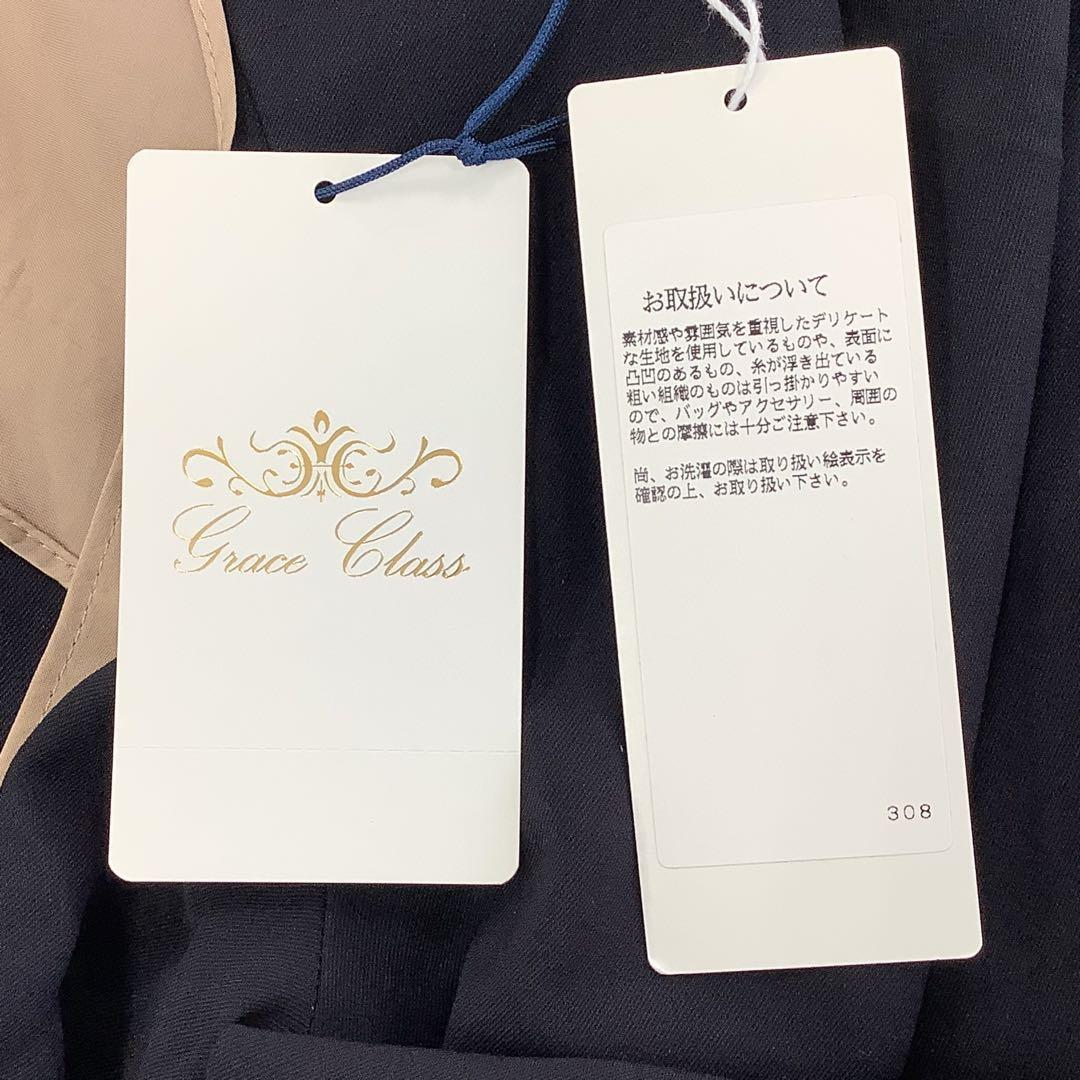 Grace Class
お取扱いについて
素材感や雰囲気を重視したデリケート
な生地を使用しているものや、表面に
凸凹のあるもの、糸が浮き出ている
粗い組織のものは引っ掛かりやすい
ので、バッグやアクセサリー、周囲の
物との摩擦には十分ご注意下さい。
尚、お洗濯の際は取り扱い絵表示を
確認の上、お取り扱い下さい。
308